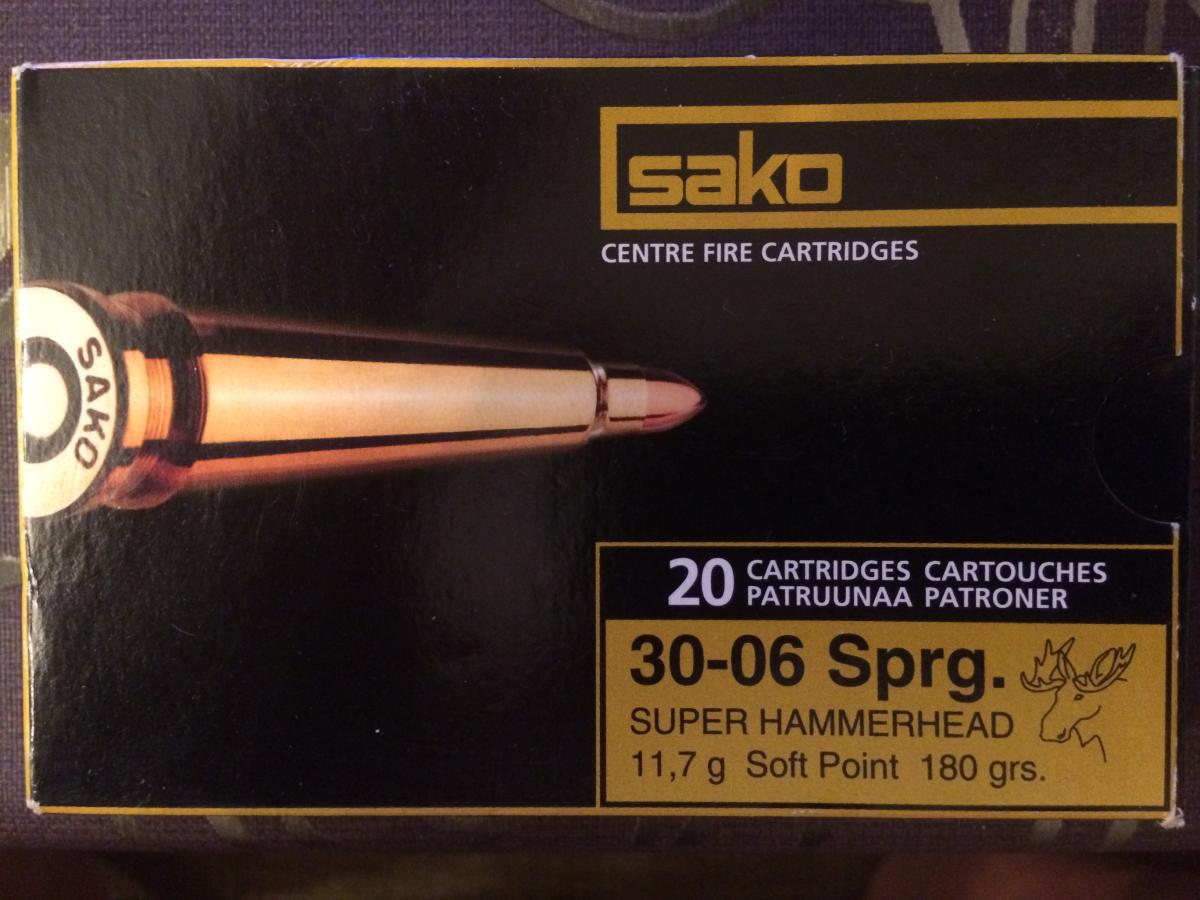 sako
CENTRE FIRE CARTRIDGES
SAKO
20 CARTRIDGES CARTOUCHES
PATRUUNAA PATRONER
30-06 Sprg.
SUPER HAMMERHEAD
11,7 g Soft Point 180 grs.